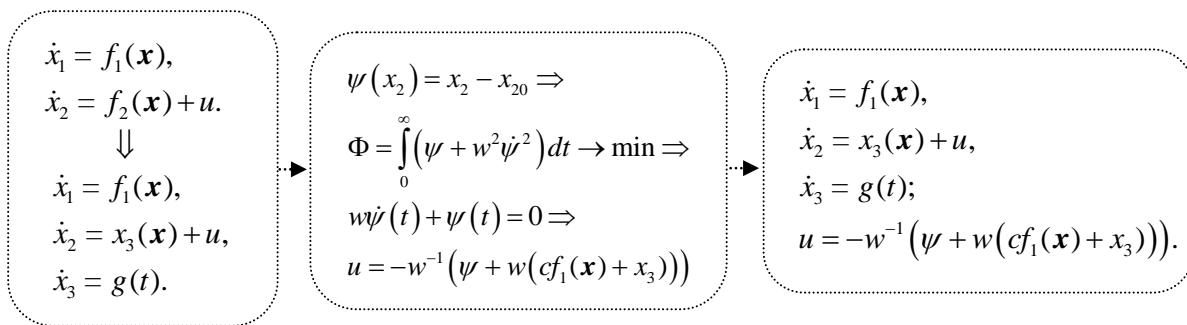 ẋ₁ = f₁(𝒙),
ẋ₂ = f₂(𝒙) + u.
⇓
ẋ₁ = f₁(𝒙),
ẋ₂ = x₃(𝒙) + u,
ẋ₃ = g(t).
ψ(x₂) = x₂ − x₂₀ ⇒
Φ = ∫₀^∞ (ψ + w²ψ̇²)dt → min ⇒
wψ̇(t) + ψ(t) = 0 ⇒
u = −w⁻¹(ψ + w(cf₁(𝒙) + x₃)))
ẋ₁ = f₁(𝒙),
ẋ₂ = x₃(𝒙) + u,
ẋ₃ = g(t);
u = −w⁻¹(ψ + w(cf₁(𝒙) + x₃))).